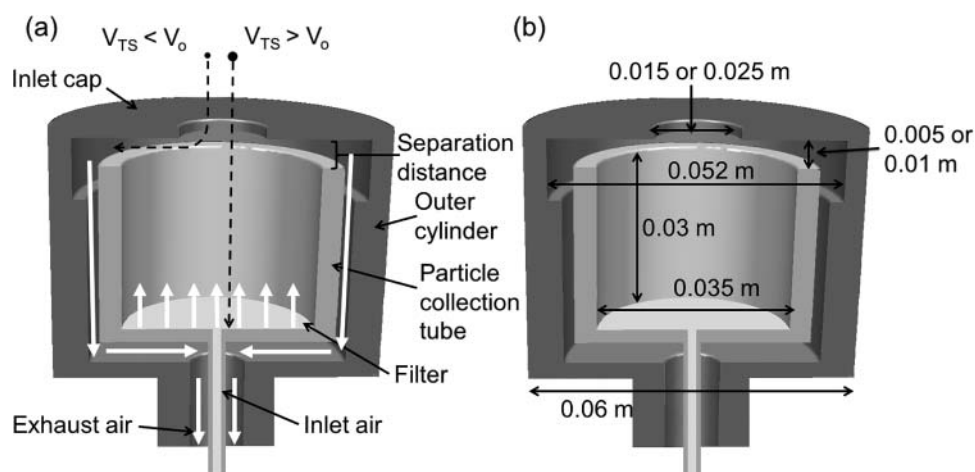 (a)
V_TS < V_o
V_TS > V_o
Inlet cap
Separation
distance
Outer
cylinder
Particle
collection
tube
Filter
Exhaust air
Inlet air
(b)
0.015 or 0.025 m
0.005 or
0.01 m
0.052 m
0.03 m
0.035 m
0.06 m